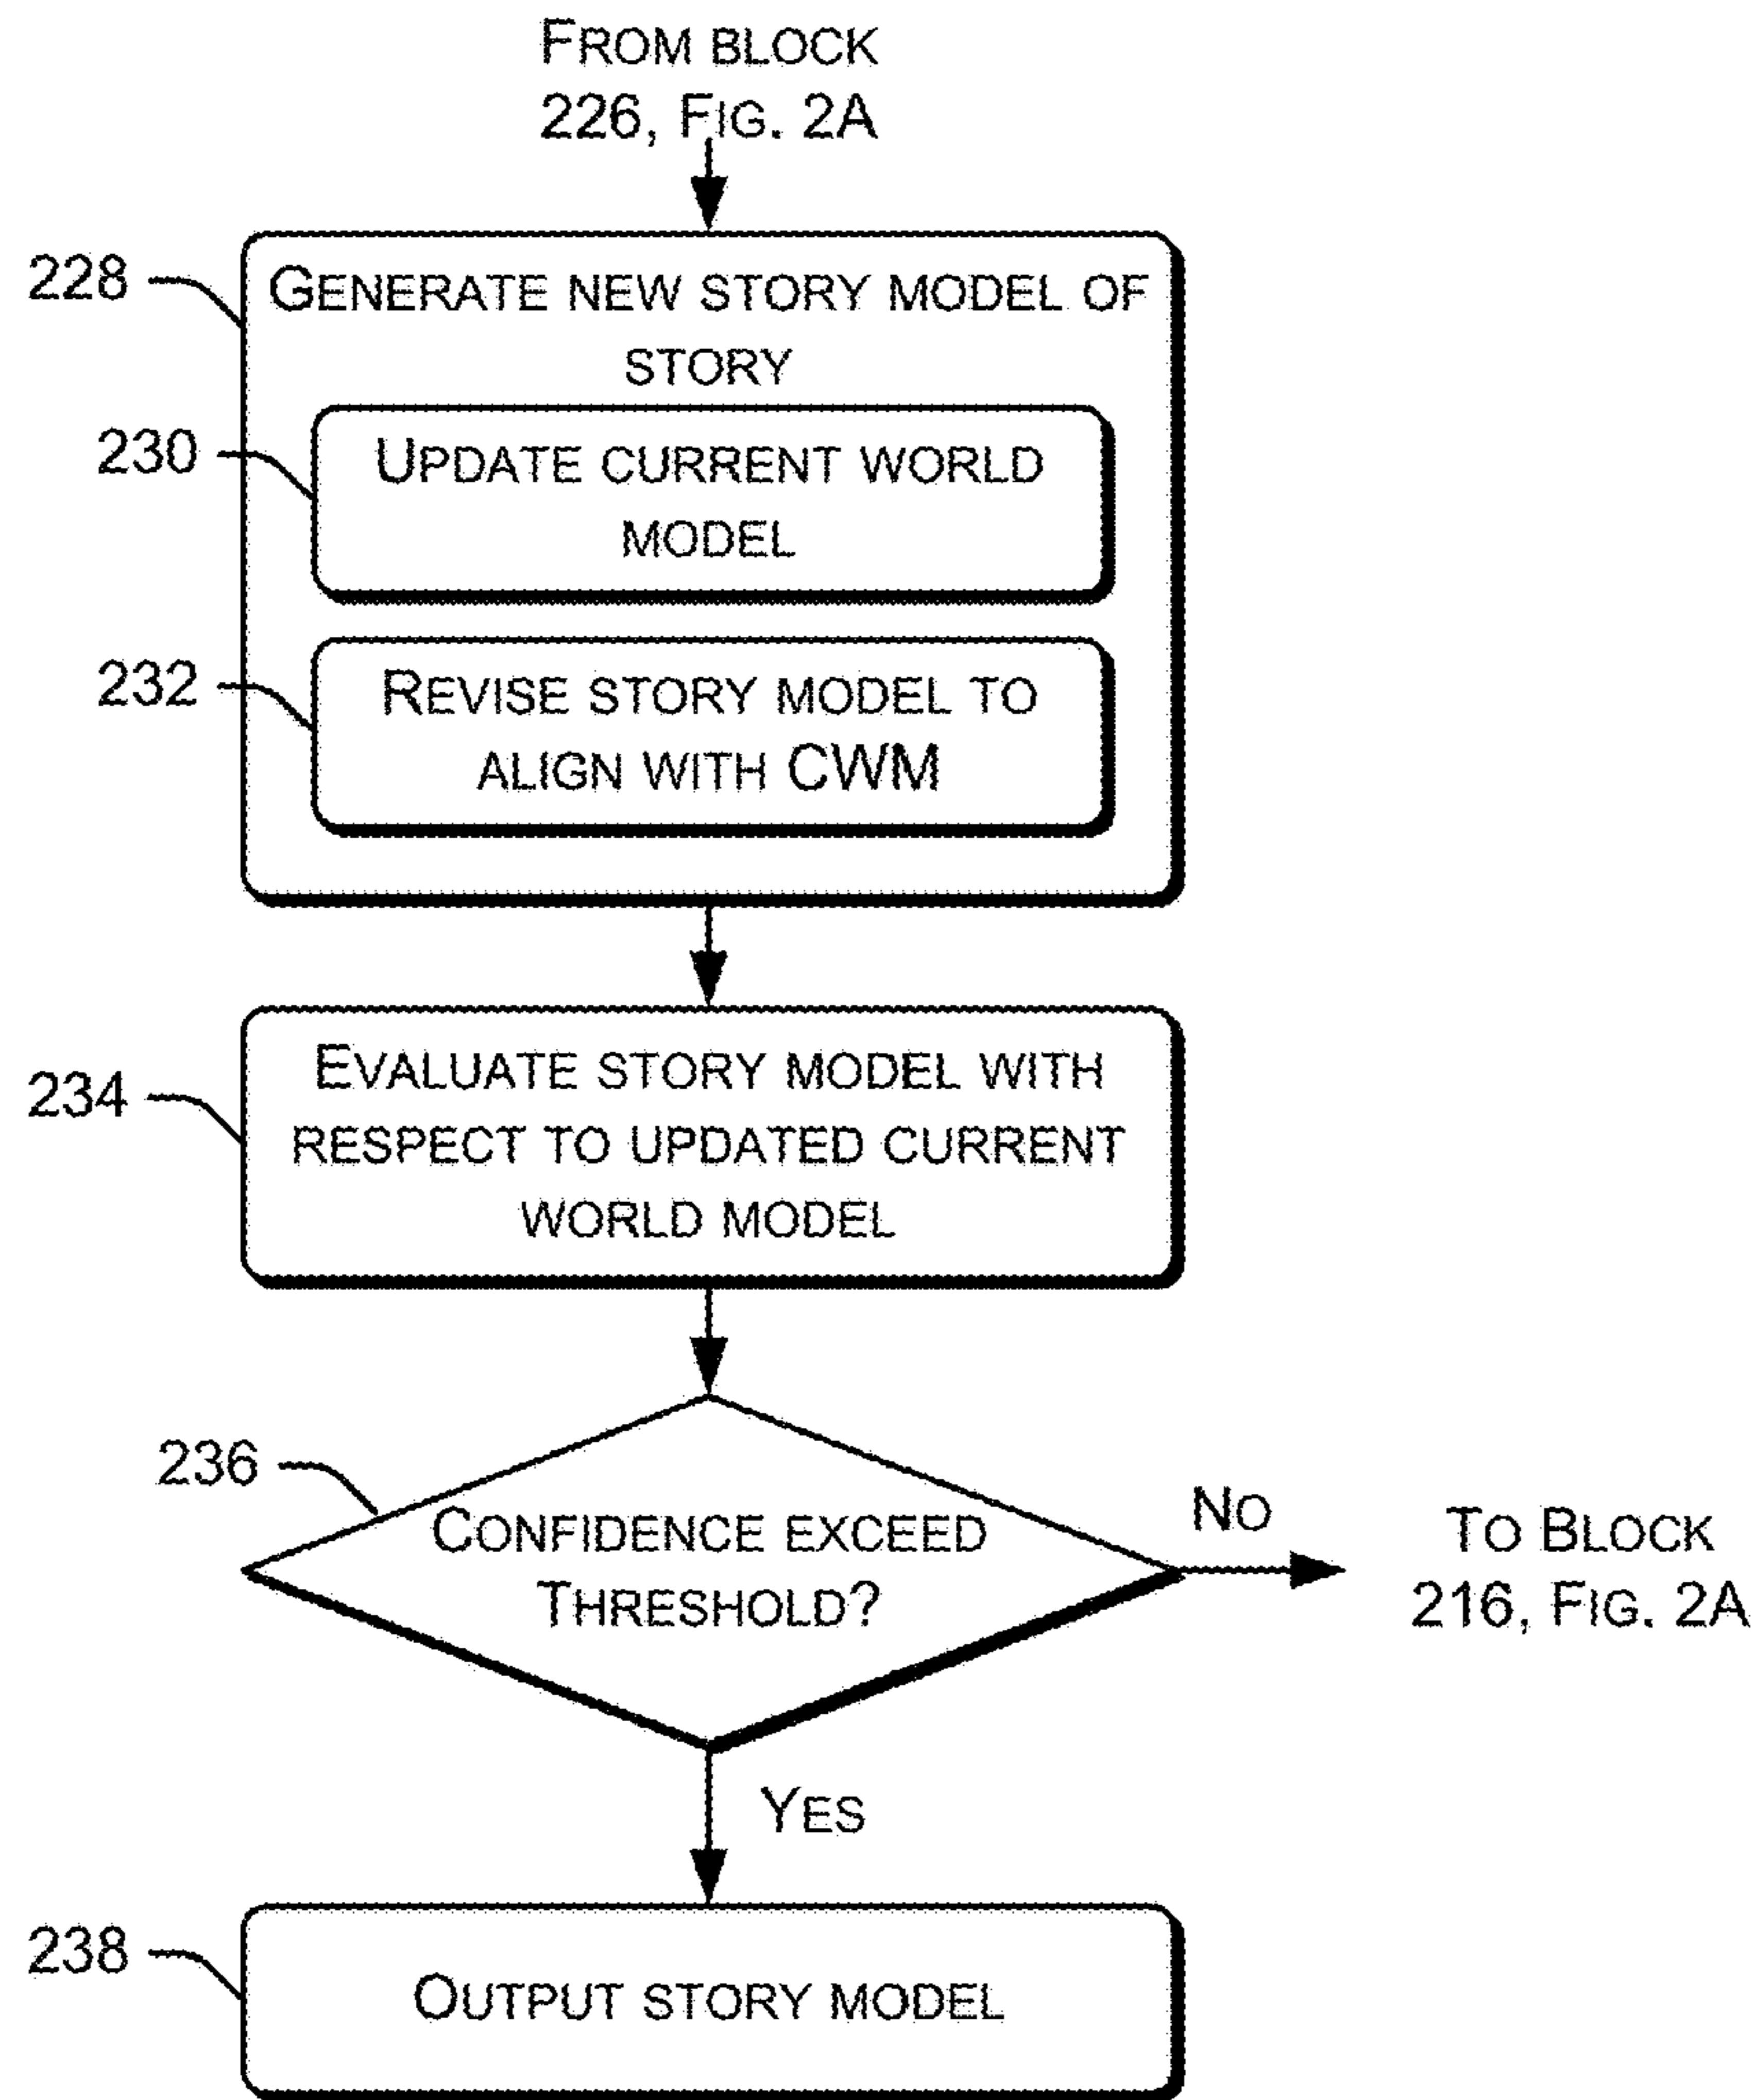 FROM BLOCK
226, FIG. 2A
228
GENERATE NEW STORY MODEL OF
STORY
230
UPDATE CURRENT WORLD
MODEL
232
REVISE STORY MODEL TO
ALIGN WITH CWM
234
EVALUATE STORY MODEL WITH
RESPECT TO UPDATED CURRENT
WORLD MODEL
236
CONFIDENCE EXCEED
THRESHOLD?
NO
TO BLOCK
216, FIG. 2A
YES
238
OUTPUT STORY MODEL